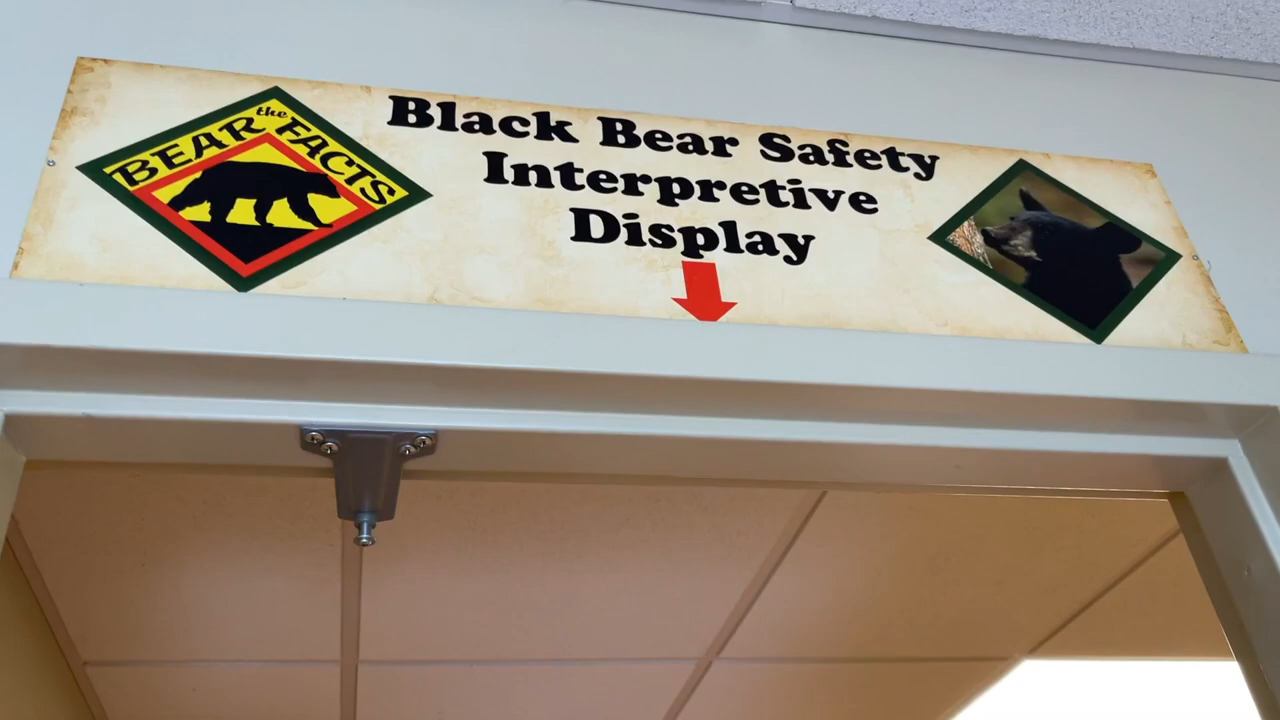 BEAR the FACTS
Black Bear Safety
Interpretive
Display